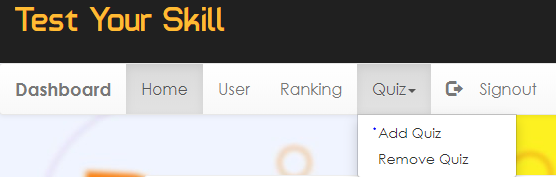 Test Your Skill
Dashboard Home User Ranking Quiz Signout
Add Quiz
Remove Quiz